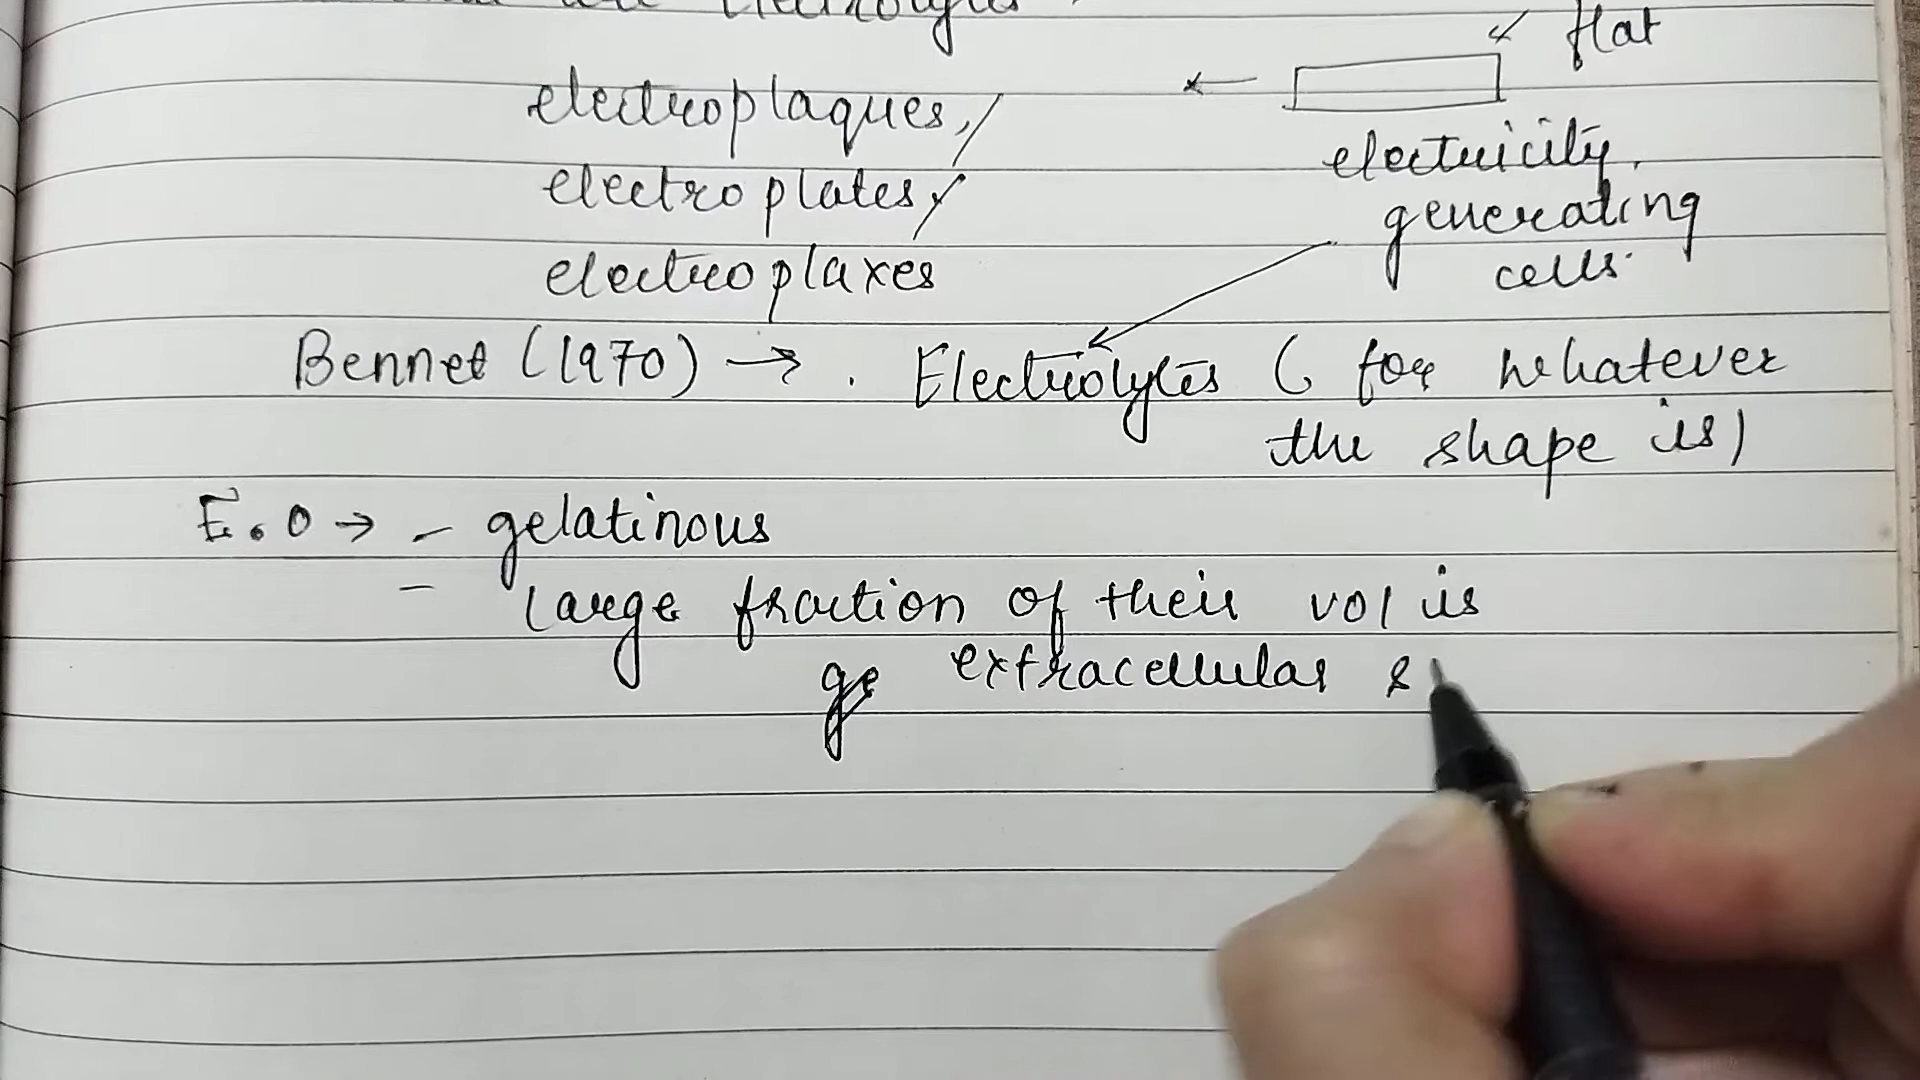 Electrolytes
flat
electroplaques,/
electricity
electroplates,/
generating
electroplaxes
cells.
Bennet (1970) → . Electrolytes ( for whatever
the shape is)
E.O → - gelatinous
- large fraction of their vol is
extracellular s